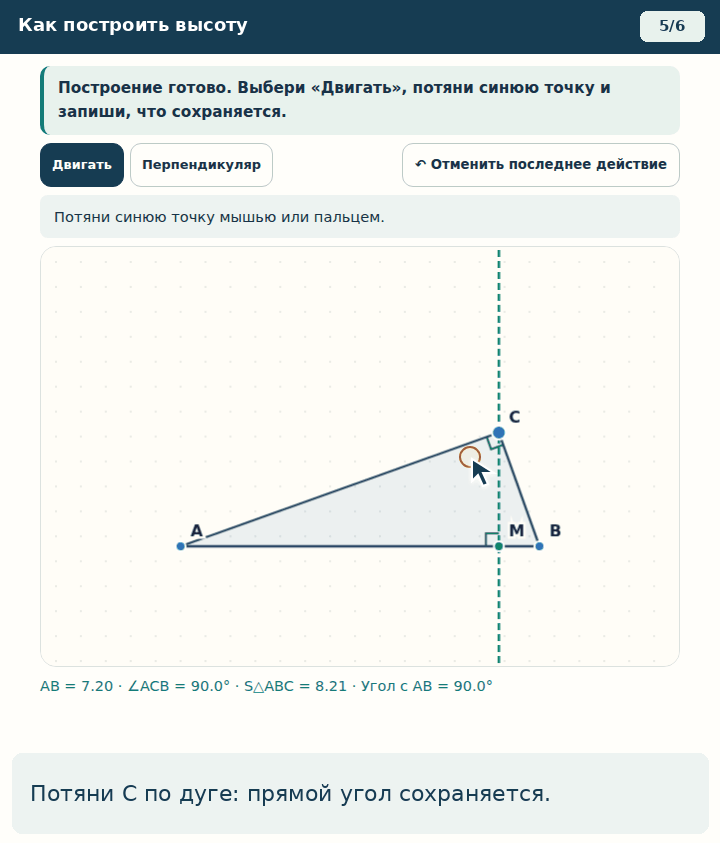 Как построить высоту
5/6
Построение готово. Выбери «Двигать», потяни синюю точку и
запиши, что сохраняется.
Двигать
Перпендикуляр
↶ Отменить последнее действие
Потяни синюю точку мышью или пальцем.
C
A
M
B
AB = 7.20 · ∠ACB = 90.0° · S△ABC = 8.21 · Угол с AB = 90.0°
Потяни C по дуге: прямой угол сохраняется.